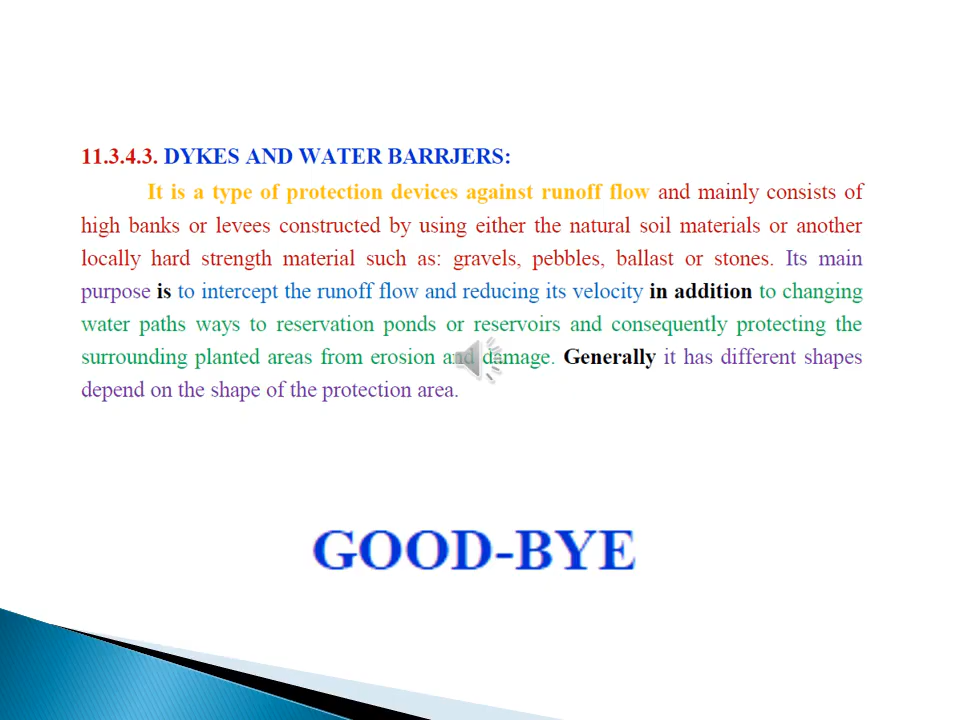 11.3.4.3. DYKES AND WATER BARRJERS:
It is a type of protection devices against runoff flow and mainly consists of
high banks or levees constructed by using either the natural soil materials or another
locally hard strength material such as: gravels, pebbles, ballast or stones. Its main
purpose is to intercept the runoff flow and reducing its velocity in addition to changing
water paths ways to reservation ponds or reservoirs and consequently protecting the
surrounding planted areas from erosion and damage. Generally it has different shapes
depend on the shape of the protection area.
GOOD-BYE